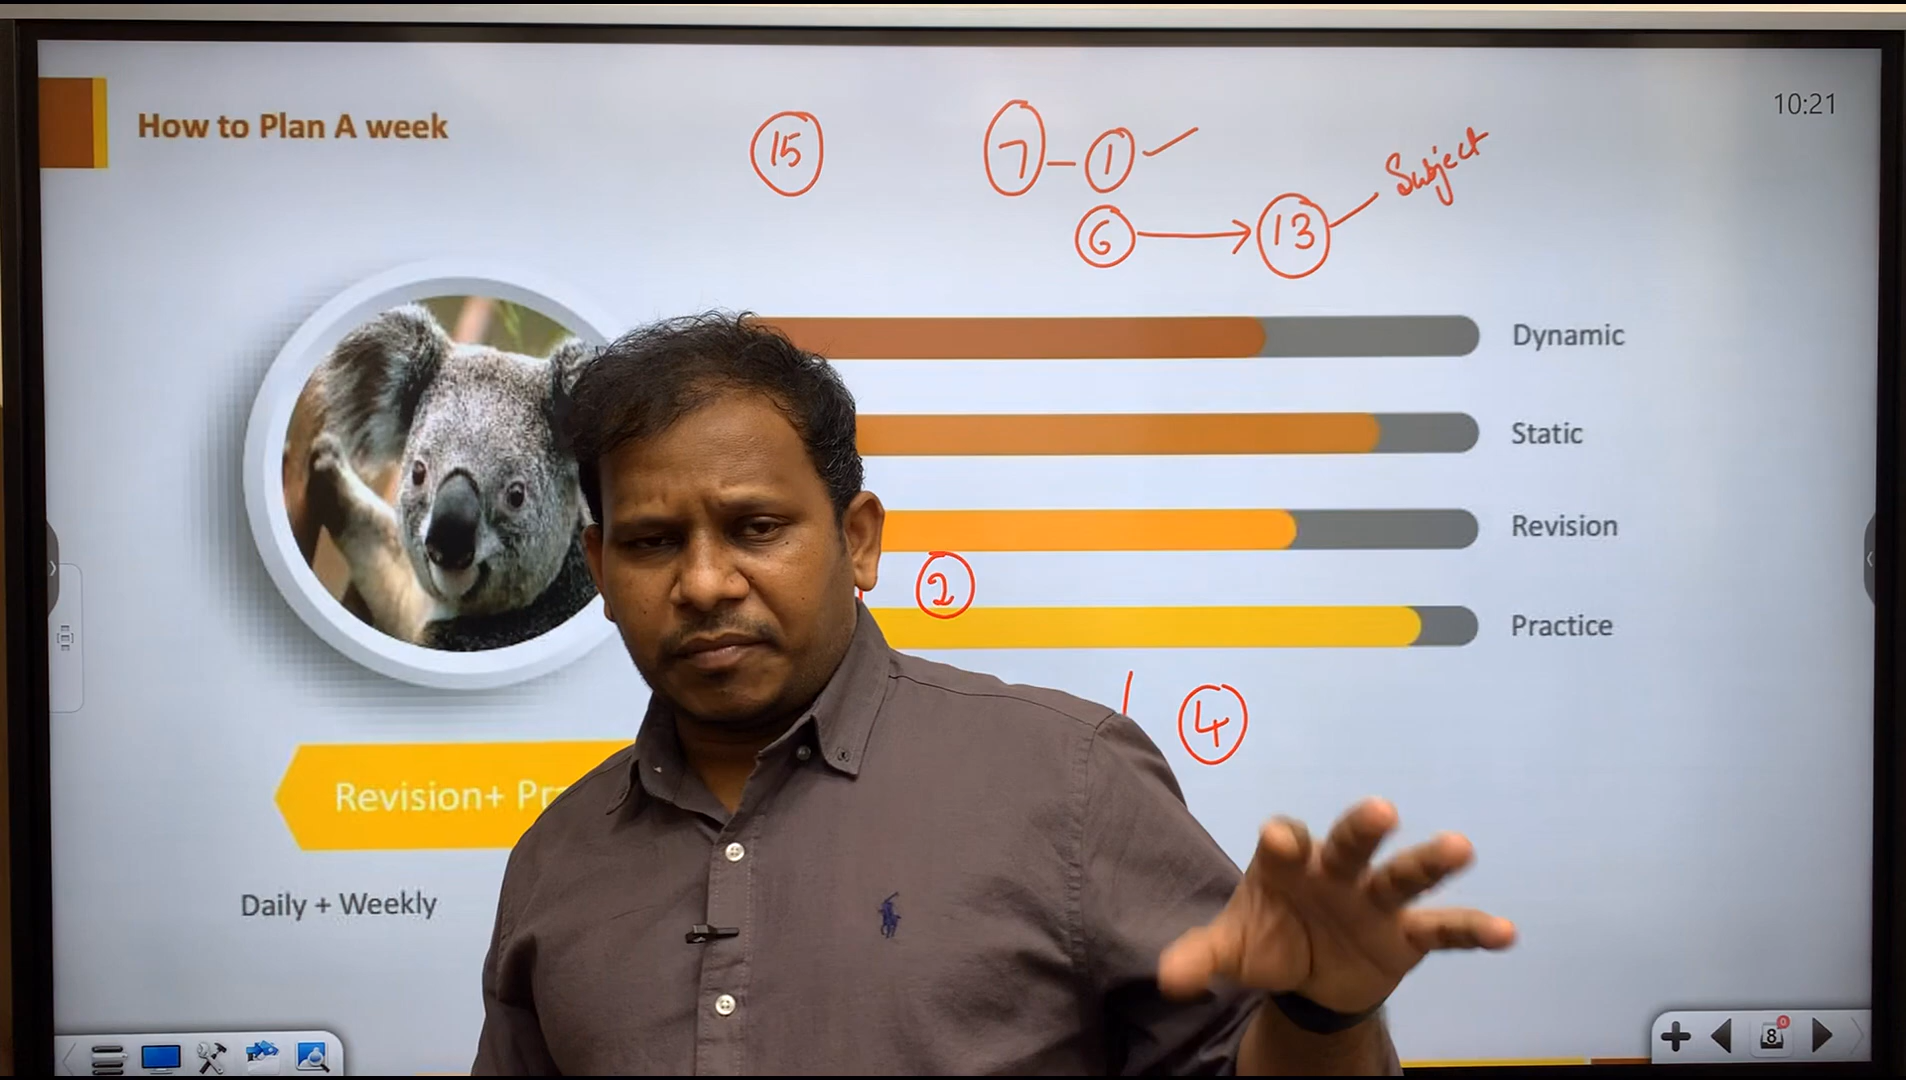 How to Plan A week
10:21
15
7 - 1
Subject
6 → 13
Dynamic
Static
Revision
2
Practice
4
Revision+
Daily + Weekly
8
0